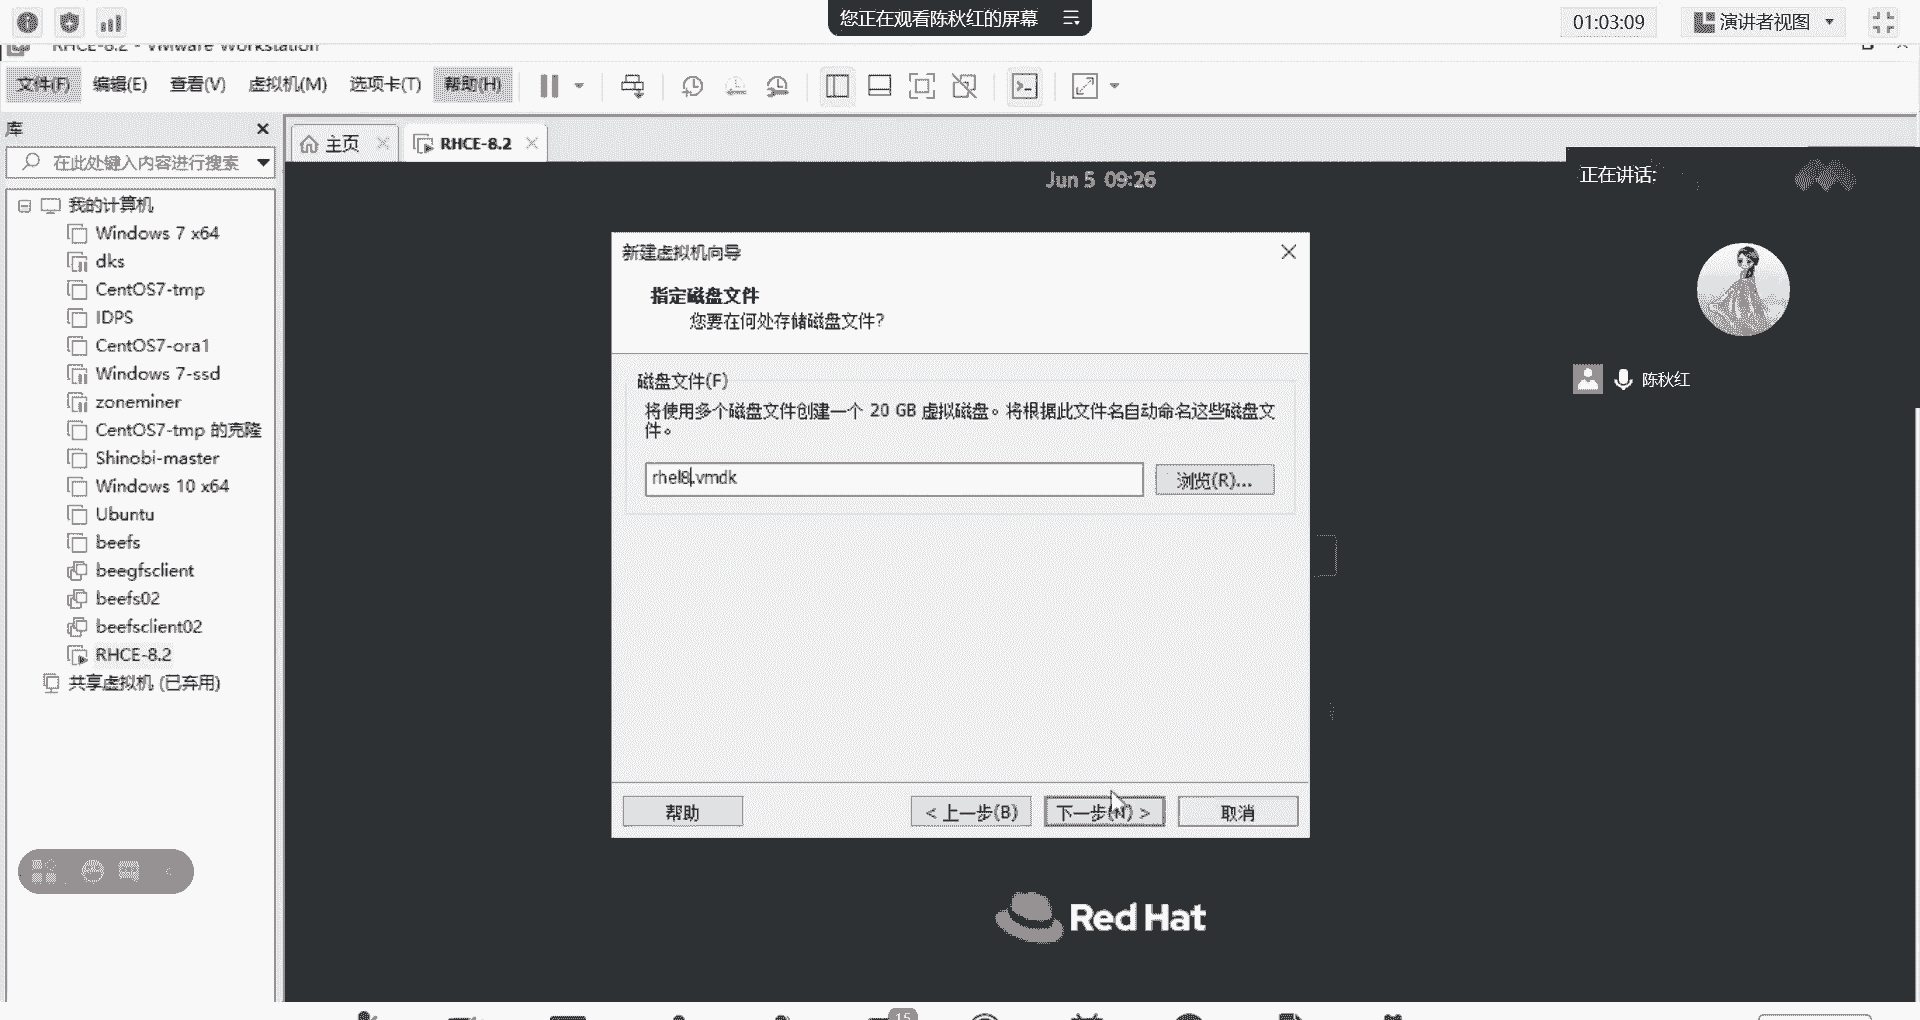 您正在观看陈秋红的屏幕
01:03:09
演讲者视图
RHCE-8.2 - VMware Workstation
文件(F) 编辑(E) 查看(V) 虚拟机(M) 选项卡(T) 帮助(H)
库
在此处键入内容进行搜索
主页
RHCE-8.2
我的计算机
Windows 7 x64
dks
CentOS7-tmp
IDPS
CentOS7-ora1
Windows 7-ssd
zoneminer
CentOS7-tmp 的克隆
Shinobi-master
Windows 10 x64
Ubuntu
beefs
beegfsclient
beefs02
beefsclient02
RHCE-8.2
共享虚拟机 (已弃用)
Jun 5 09:26
正在讲话:
陈秋红
新建虚拟机向导
指定磁盘文件
您要在何处存储磁盘文件?
磁盘文件(F)
将使用多个磁盘文件创建一个 20 GB 虚拟磁盘。将根据此文件名自动命名这些磁盘文
件。
rhel8.vmdk
浏览(R)...
帮助
< 上一步(B)
下一步(N) >
取消
Red Hat
15